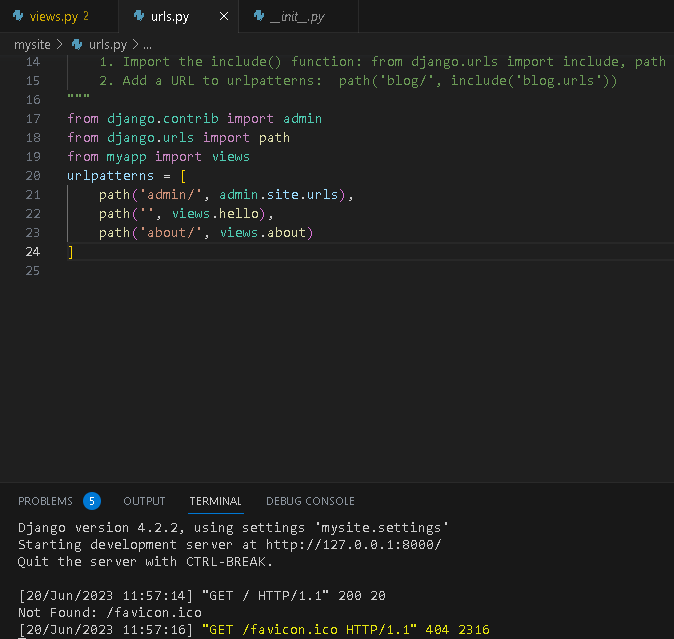 views.py 2
urls.py
__init__.py
mysite > urls.py > ...
14 1. Import the include() function: from django.urls import include, path
15 2. Add a URL to urlpatterns:  path('blog/', include('blog.urls'))
16 """
17 from django.contrib import admin
18 from django.urls import path
19 from myapp import views
20 urlpatterns = [
21     path('admin/', admin.site.urls),
22     path('', views.hello),
23     path('about/', views.about)
24 ]
25
PROBLEMS 5 OUTPUT TERMINAL DEBUG CONSOLE
Django version 4.2.2, using settings 'mysite.settings'
Starting development server at http://127.0.0.1:8000/
Quit the server with CTRL-BREAK.
[20/Jun/2023 11:57:14] "GET / HTTP/1.1" 200 20
Not Found: /favicon.ico
[20/Jun/2023 11:57:16] "GET /favicon.ico HTTP/1.1" 404 2316